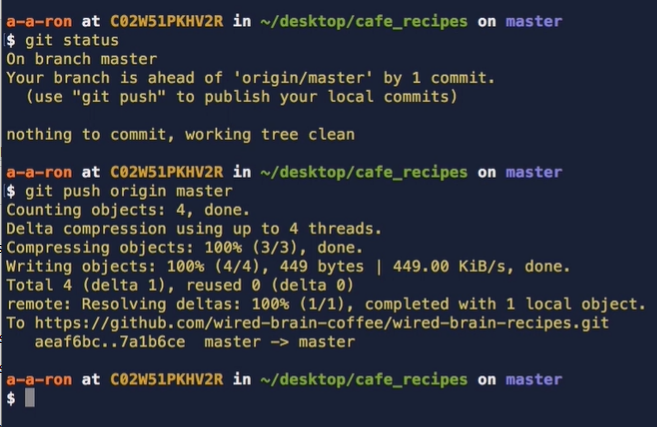 a-a-ron at C02W51PKHV2R in ~/desktop/cafe_recipes on master
$ git status
On branch master
Your branch is ahead of 'origin/master' by 1 commit.
  (use "git push" to publish your local commits)
nothing to commit, working tree clean
a-a-ron at C02W51PKHV2R in ~/desktop/cafe_recipes on master
$ git push origin master
Counting objects: 4, done.
Delta compression using up to 4 threads.
Compressing objects: 100% (3/3), done.
Writing objects: 100% (4/4), 449 bytes | 449.00 KiB/s, done.
Total 4 (delta 1), reused 0 (delta 0)
remote: Resolving deltas: 100% (1/1), completed with 1 local object.
To https://github.com/wired-brain-coffee/wired-brain-recipes.git
   aeaf6bc..7a1b6ce  master -> master
a-a-ron at C02W51PKHV2R in ~/desktop/cafe_recipes on master
$